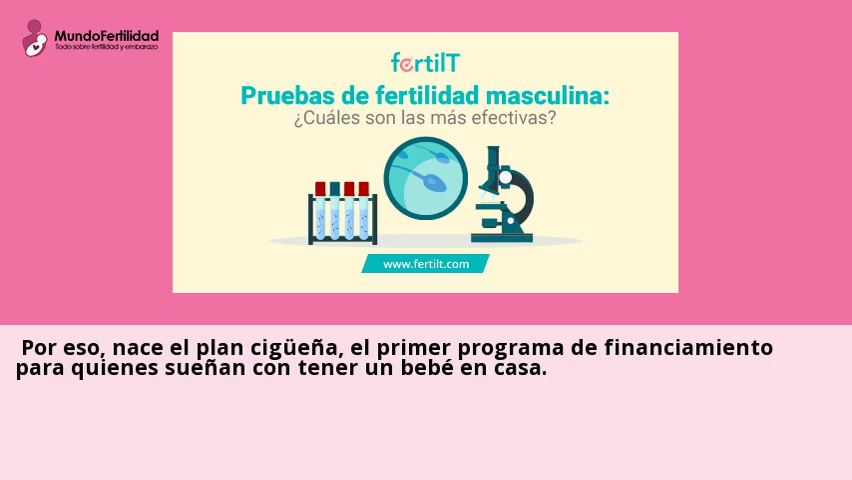 MundoFertilidad
Todo sobre fertilidad y embarazo
fertilT
Pruebas de fertilidad masculina:
¿Cuáles son las más efectivas?
www.fertilt.com
Por eso, nace el plan cigüeña, el primer programa de financiamiento
para quienes sueñan con tener un bebé en casa.